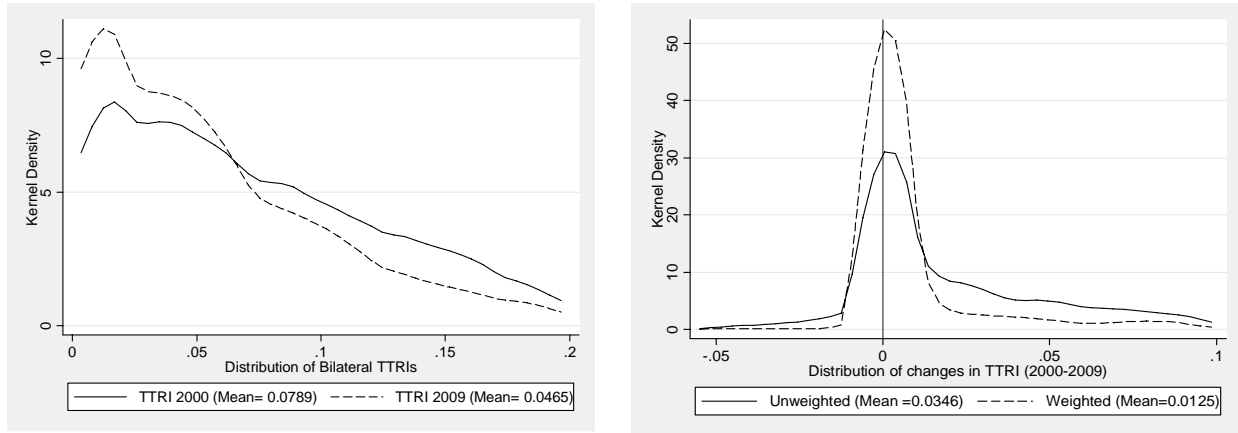 10
5
0
Kernel Density
0 .05 .1 .15 .2
Distribution of Bilateral TTRIs
TTRI 2000 (Mean= 0.0789) TTRI 2009 (Mean= 0.0465)
50
40
30
20
10
0
Kernel Density
-.05 0 .05 .1
Distribution of changes in TTRI (2000-2009)
Unweighted (Mean =0.0346) Weighted (Mean=0.0125)